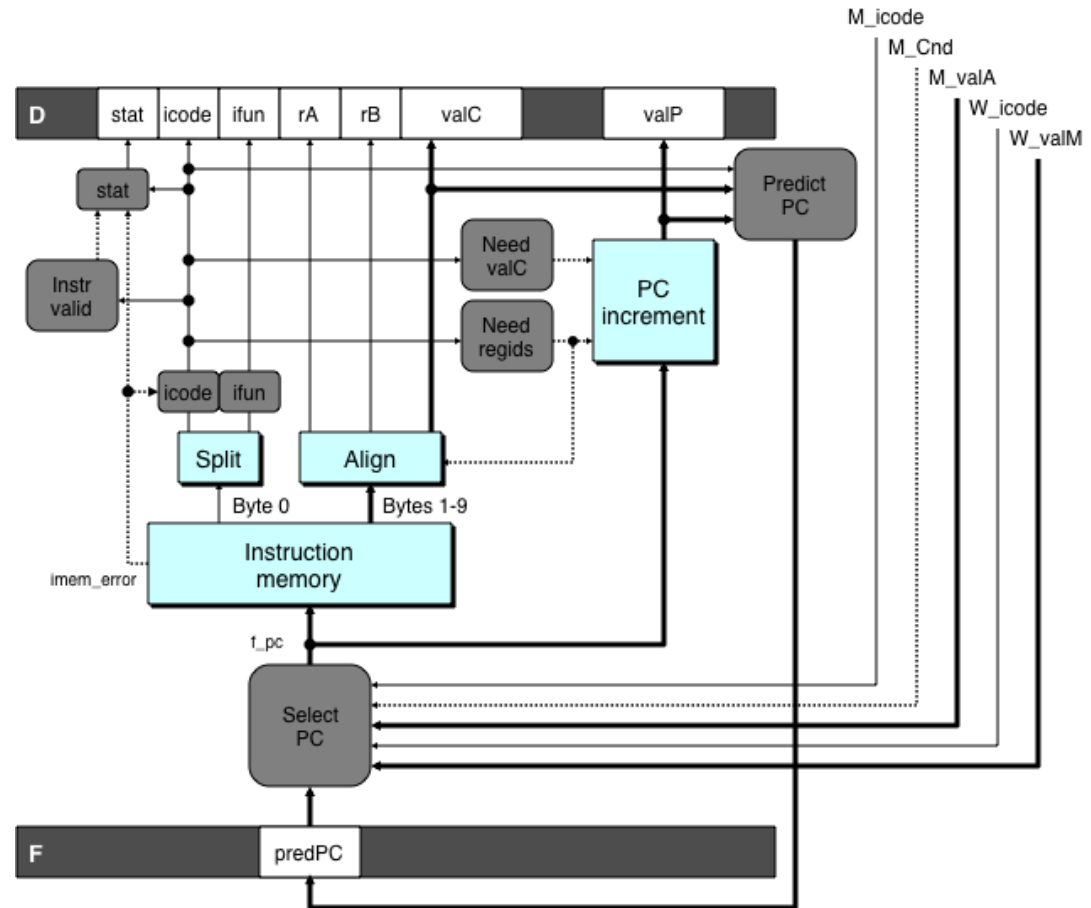 M_icode
M_Cnd
M_valA
W_icode
W_valM
D
stat
icode
ifun
rA
rB
valC
valP
stat
Predict
PC
Need
valC
Instr
valid
PC
increment
Need
regids
icode
ifun
Split
Align
Byte 0
Bytes 1-9
Instruction
memory
imem_error
f_pc
Select
PC
F
predPC